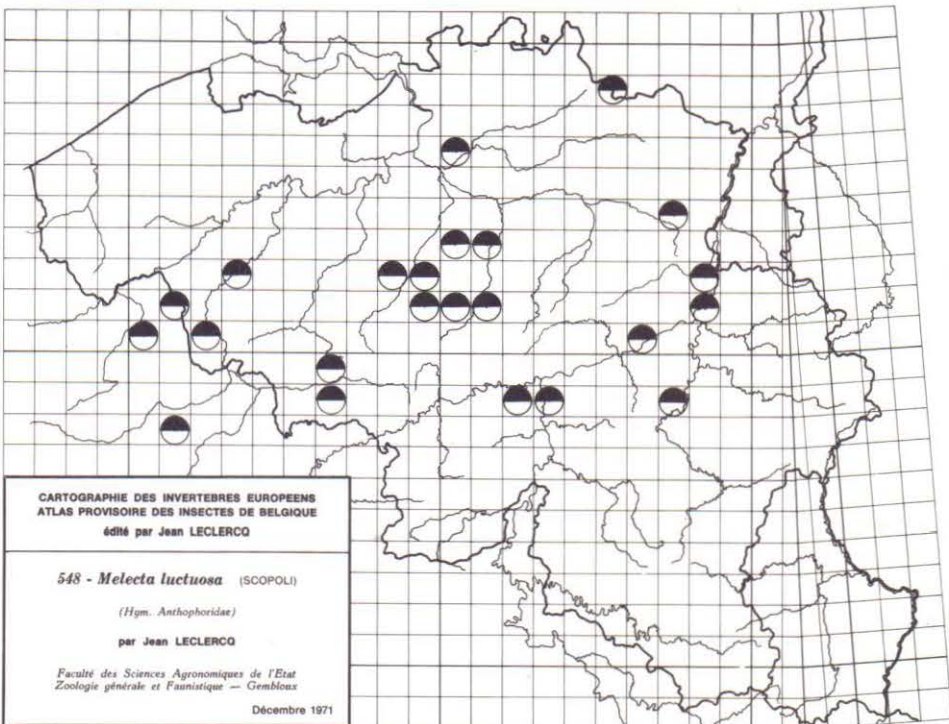 CARTOGRAPHIE DES INVERTEBRES EUROPEENS
ATLAS PROVISOIRE DES INSECTES DE BELGIQUE
édité par Jean LECLERCQ
548 - Melecta luctuosa (SCOPOLI)
(Hym. Anthophoridae)
par Jean LECLERCQ
Faculté des Sciences Agronomiques de l'Etat
Zoologie générale et Faunistique — Gembloux
Décembre 1971